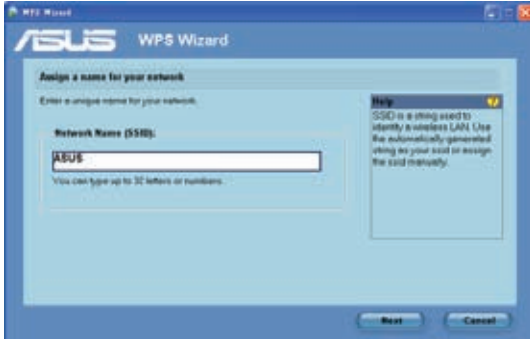 WPS Wizard
ASUS WPS Wizard
Assign a name for your network
Enter a unique name for your network.
Network Name (SSID):
ASUS
You can type up to 32 letters or numbers.
Help
SSID is a string used to
identify a wireless LAN. Use
the automatically generated
string as your ssid or assign
the ssid manually.
Next Cancel